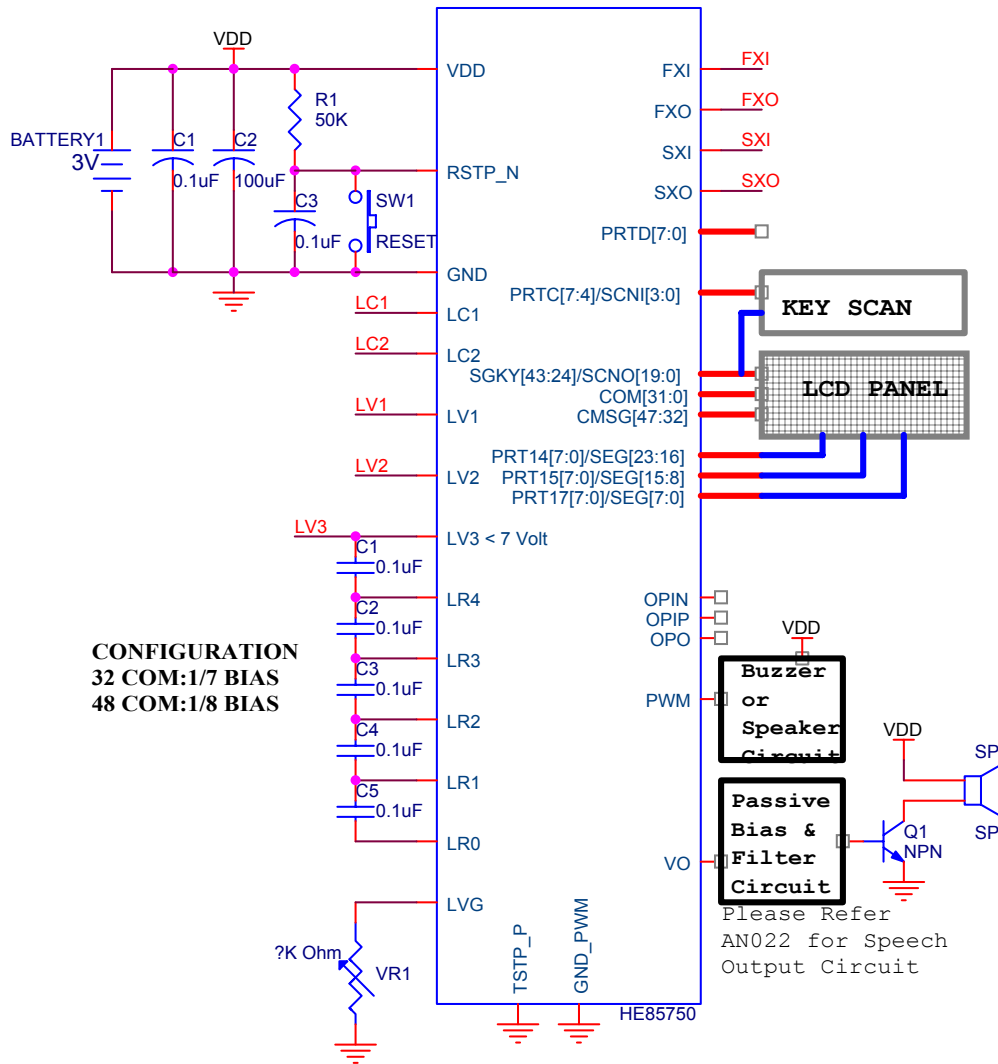 VDD
BATTERY1
3V
C1
0.1uF
C2
100uF
R1
50K
C3
0.1uF
SW1
RESET
VDD
RSTP_N
GND
LC1
LC1
LC2
LC2
LV1
LV1
LV2
LV2
LV3
LV3 < 7 Volt
C1
0.1uF
LR4
C2
0.1uF
LR3
C3
0.1uF
LR2
C4
0.1uF
LR1
C5
0.1uF
LR0
CONFIGURATION
32 COM:1/7 BIAS
48 COM:1/8 BIAS
LVG
?K Ohm
VR1
TSTP_P
GND_PWM
HE85750
FXI
FXI
FXO
FXO
SXI
SXI
SXO
SXO
PRTD[7:0]
PRTC[7:4]/SCNI[3:0]
KEY SCAN
SGKY[43:24]/SCNO[19:0]
COM[31:0]
CMSG[47:32]
LCD PANEL
PRT14[7:0]/SEG[23:16]
PRT15[7:0]/SEG[15:8]
PRT17[7:0]/SEG[7:0]
OPIN
OPIP
OPO
VDD
PWM
Buzzer
or
Speaker
Circuit
VDD
SP
SP
VO
Passive
Bias &
Filter
Circuit
Q1
NPN
Please Refer
AN022 for Speech
Output Circuit